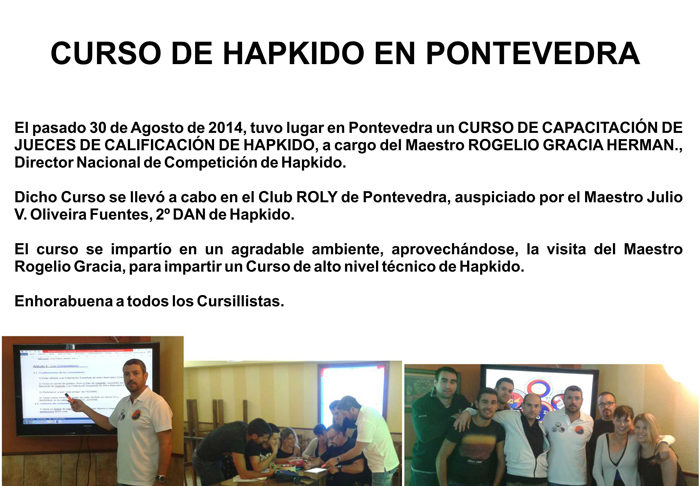 CURSO DE HAPKIDO EN PONTEVEDRA
El pasado 30 de Agosto de 2014, tuvo lugar en Pontevedra un CURSO DE CAPACITACIÓN DE
JUECES DE CALIFICACIÓN DE HAPKIDO, a cargo del Maestro ROGELIO GRACIA HERMAN.,
Director Nacional de Competición de Hapkido.
Dicho Curso se llevó a cabo en el Club ROLY de Pontevedra, auspiciado por el Maestro Julio
V. Oliveira Fuentes, 2º DAN de Hapkido.
El curso se impartío en un agradable ambiente, aprovechándose, la visita del Maestro
Rogelio Gracia, para impartir un Curso de alto nivel técnico de Hapkido.
Enhorabuena a todos los Cursillistas.